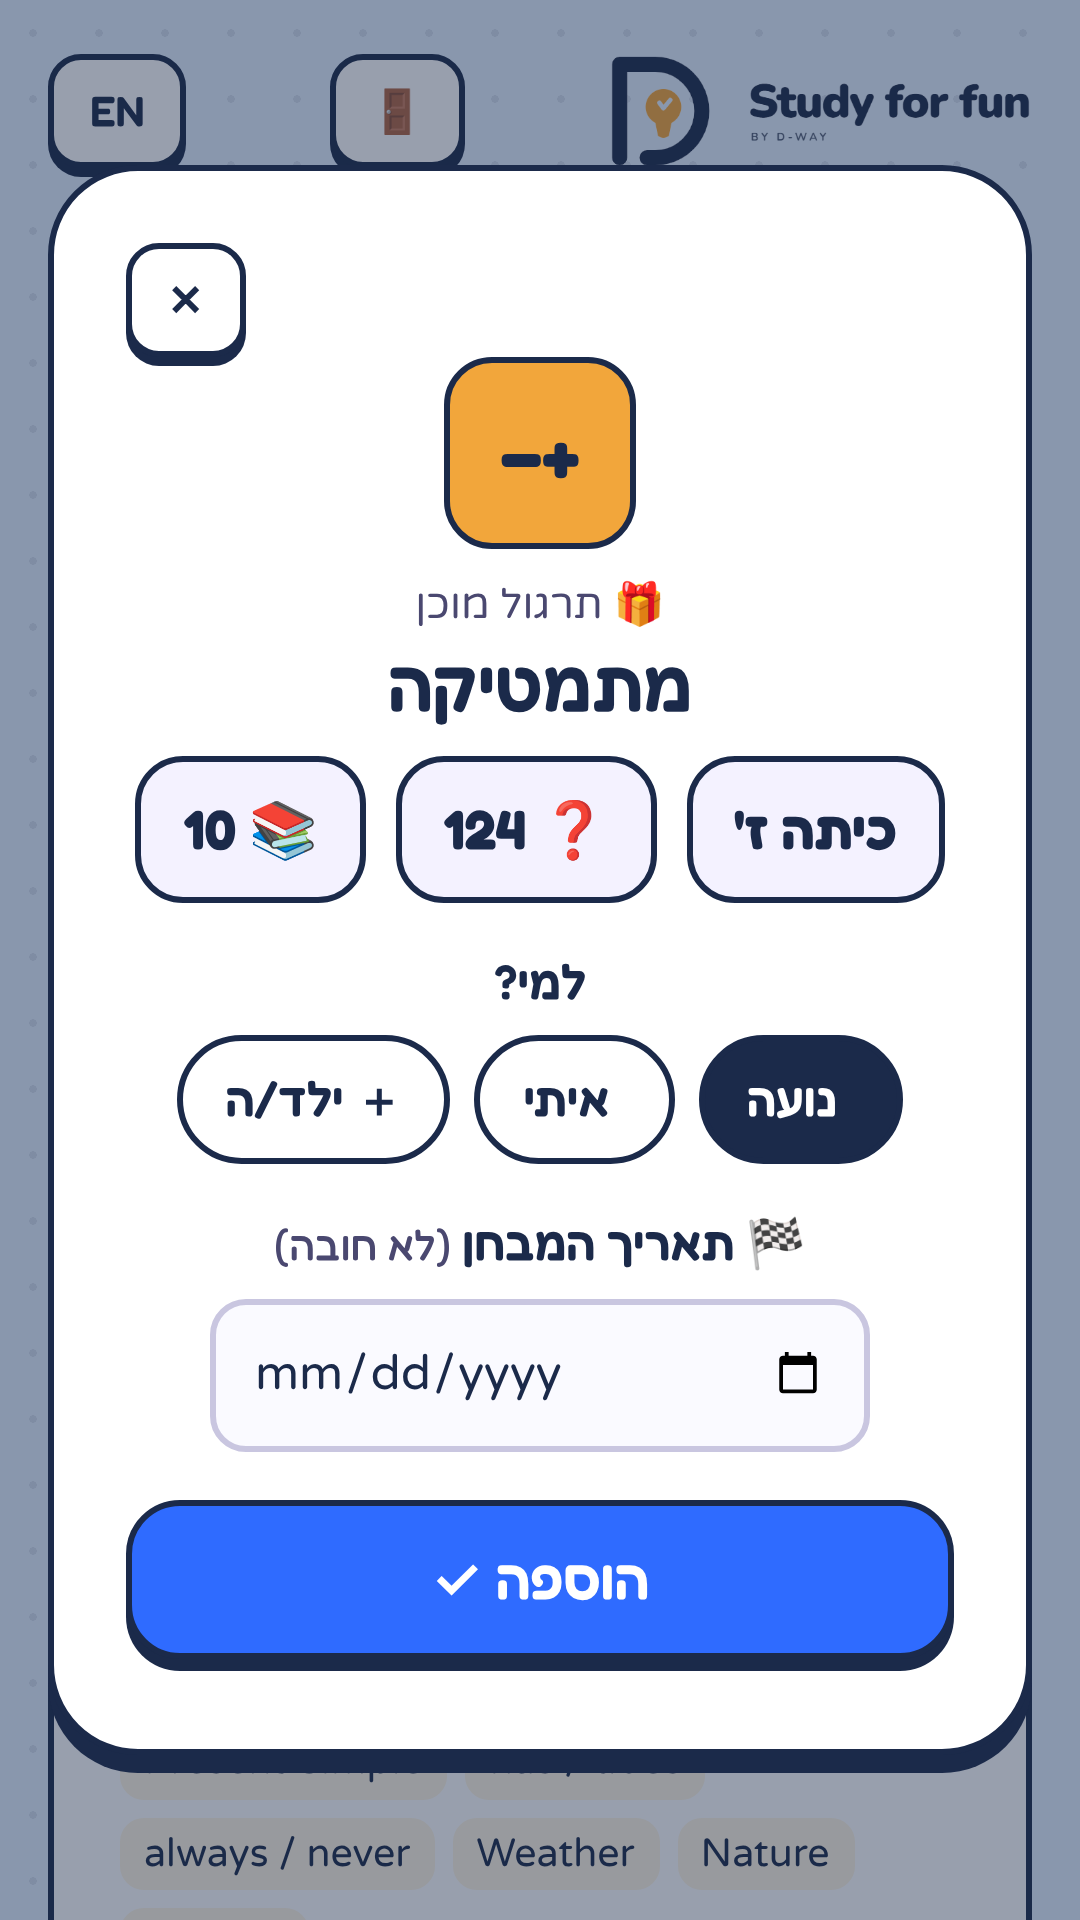 EN
Study for fun
BY D-WAY
×
−+
🎁 תרגול מוכן
מתמטיקה
כיתה ז'
❓ 124
📚 10
למי?
נועה
איתי
+ ילד/ה
🏁 תאריך המבחן (לא חובה)
mm/dd/yyyy
הוספה ✓
always / never
Weather
Nature